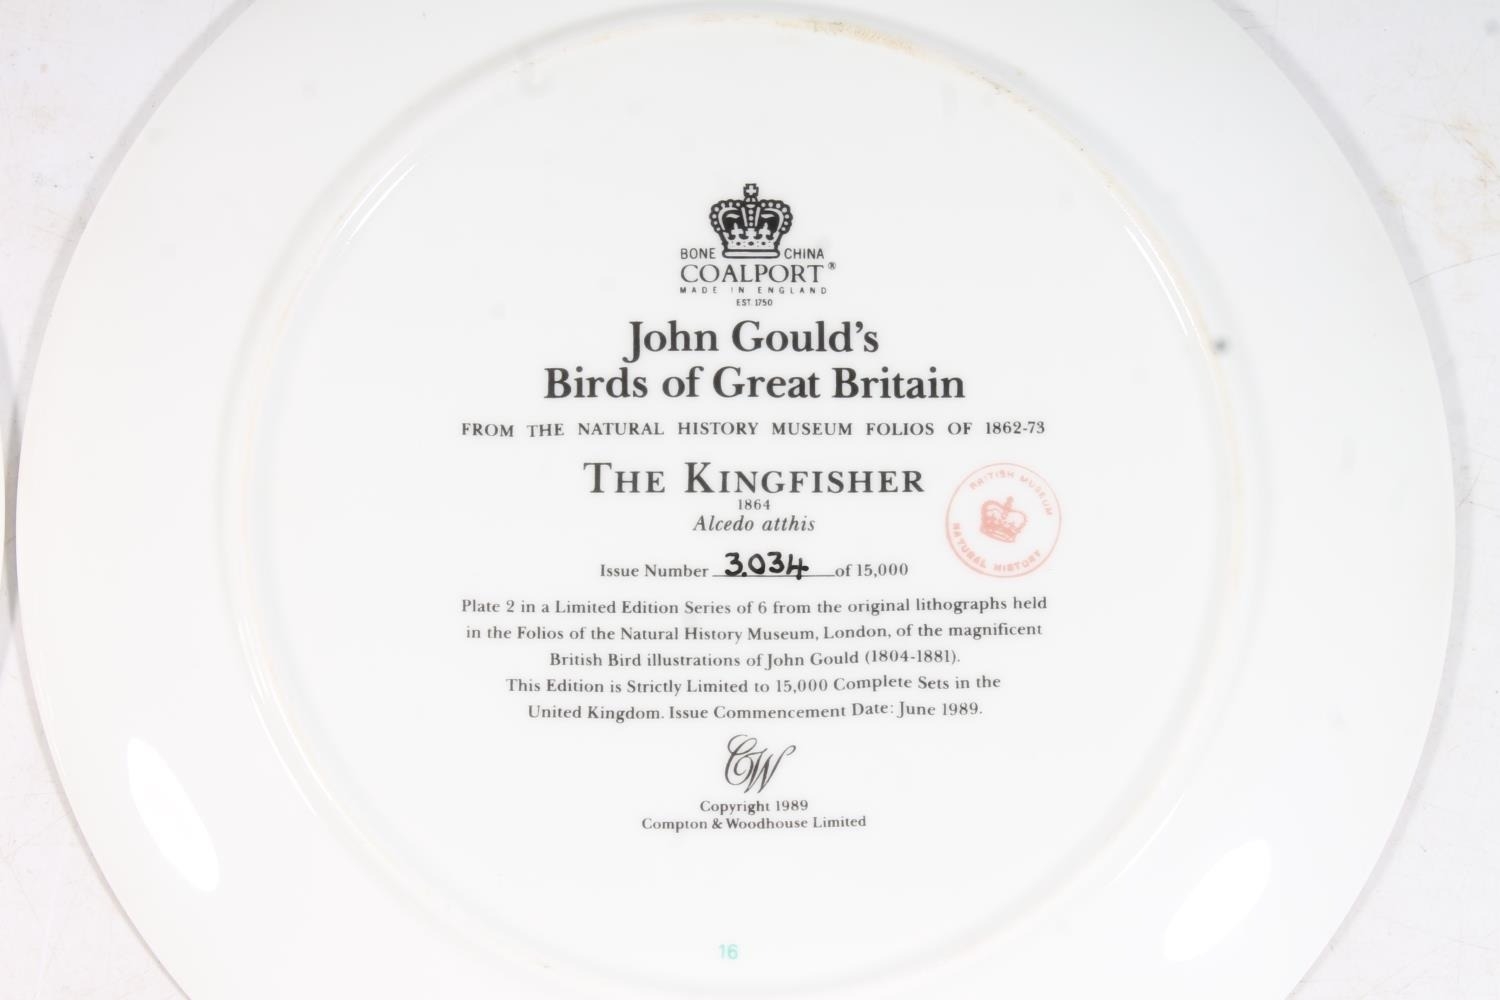 BONE CHINA
COALPORT®
MADE IN ENGLAND
EST. 1750
John Gould's
Birds of Great Britain
FROM THE NATURAL HISTORY MUSEUM FOLIOS OF 1862-73
THE KINGFISHER
1864
Alcedo atthis
BRITISH MUSEUM
NATURAL HISTORY
Issue Number 3,034 of 15,000
Plate 2 in a Limited Edition Series of 6 from the original lithographs held
in the Folios of the Natural History Museum, London, of the magnificent
British Bird illustrations of John Gould (1804-1881).
This Edition is Strictly Limited to 15,000 Complete Sets in the
United Kingdom. Issue Commencement Date: June 1989.
CW
Copyright 1989
Compton & Woodhouse Limited
16